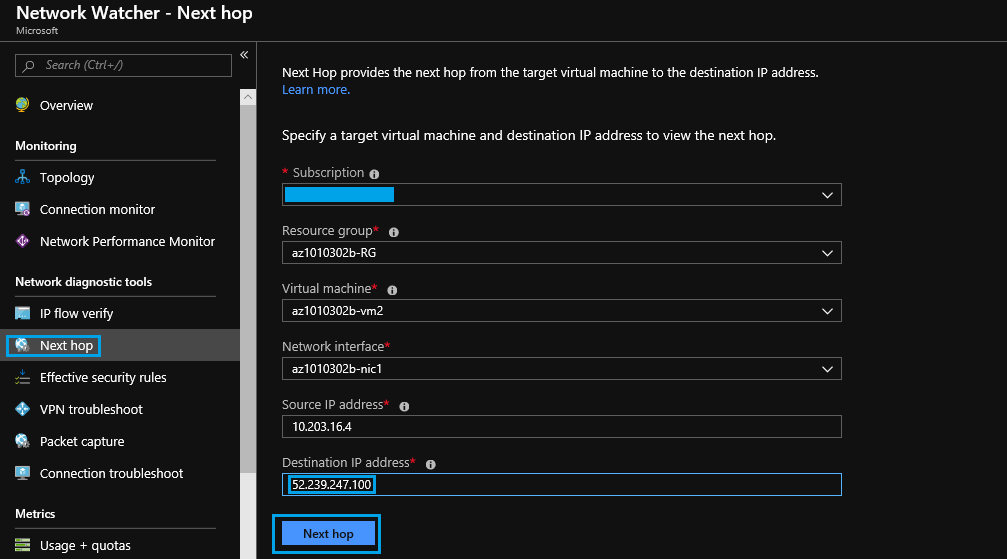 Network Watcher - Next hop
Microsoft
Search (Ctrl+/)
«
Overview
Monitoring
Topology
Connection monitor
Network Performance Monitor
Network diagnostic tools
IP flow verify
Next hop
Effective security rules
VPN troubleshoot
Packet capture
Connection troubleshoot
Metrics
Usage + quotas
Next Hop provides the next hop from the target virtual machine to the destination IP address.
Learn more.
Specify a target virtual machine and destination IP address to view the next hop.
* Subscription
Resource group*
az1010302b-RG
Virtual machine*
az1010302b-vm2
Network interface*
az1010302b-nic1
Source IP address*
10.203.16.4
Destination IP address*
52.239.247.100
Next hop